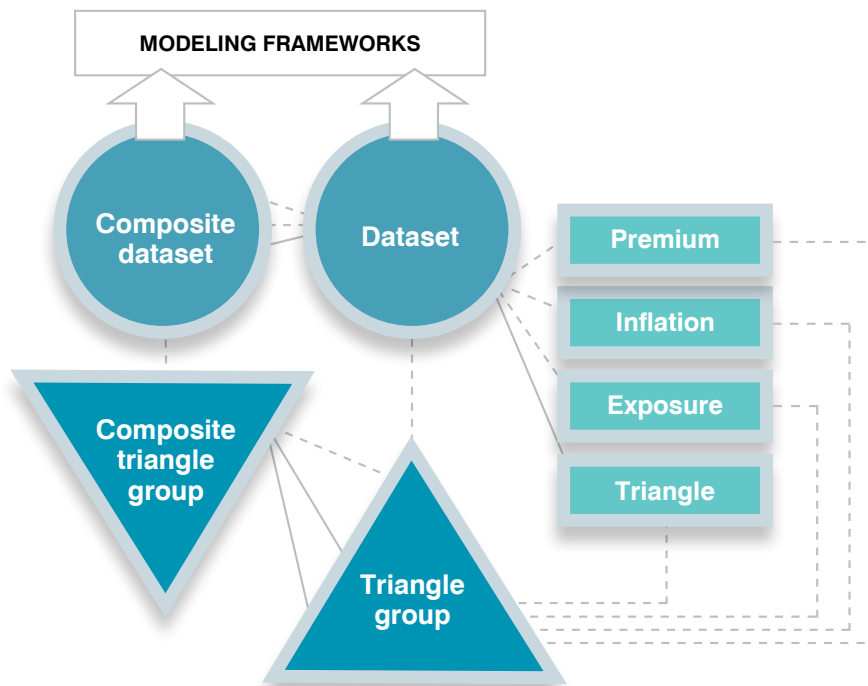 MODELING FRAMEWORKS
Composite
dataset
Dataset
Premium
Inflation
Exposure
Triangle
Composite
triangle
group
Triangle
group